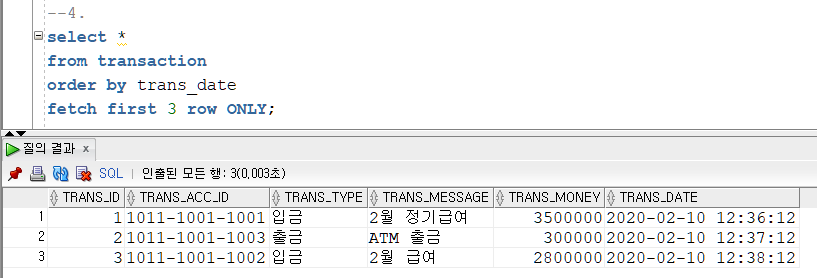 --4.
select *
from transaction
order by trans_date
fetch first 3 row ONLY;
질의 결과 x
SQL | 인출된 모든 행: 3(0,003초)
TRANS_ID TRANS_ACC_ID TRANS_TYPE TRANS_MESSAGE TRANS_MONEY TRANS_DATE
1 1 1011-1001-1001 입금 2월 정기급여 3500000 2020-02-10 12:36:12
2 2 1011-1001-1003 출금 ATM 출금 300000 2020-02-10 12:37:12
3 3 1011-1001-1002 입금 2월 급여 2800000 2020-02-10 12:38:12